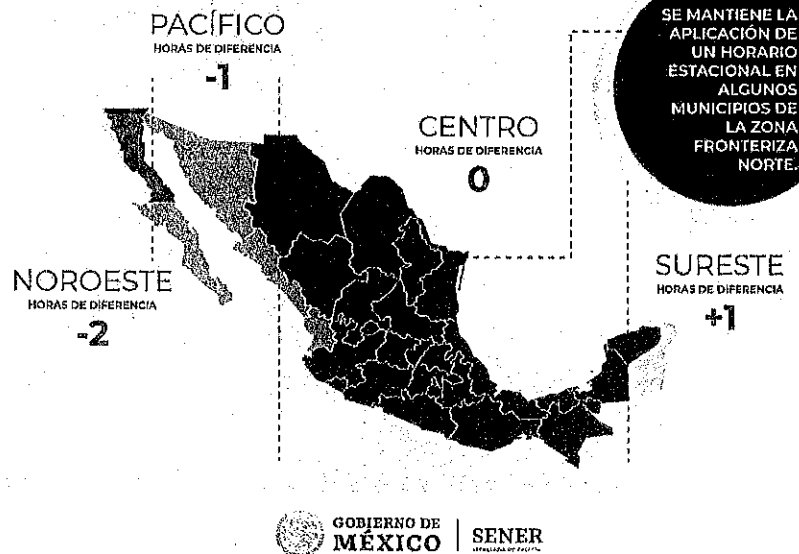 PACÍFICO
HORAS DE DIFERENCIA
-1
CENTRO
HORAS DE DIFERENCIA
0
SE MANTIENE LA
APLICACIÓN DE
UN HORARIO
ESTACIONAL EN
ALGUNOS
MUNICIPIOS DE
LA ZONA
FRONTERIZA
NORTE.
NOROESTE
HORAS DE DIFERENCIA
-2
SURESTE
HORAS DE DIFERENCIA
+1
GOBIERNO DE
MÉXICO
SENER